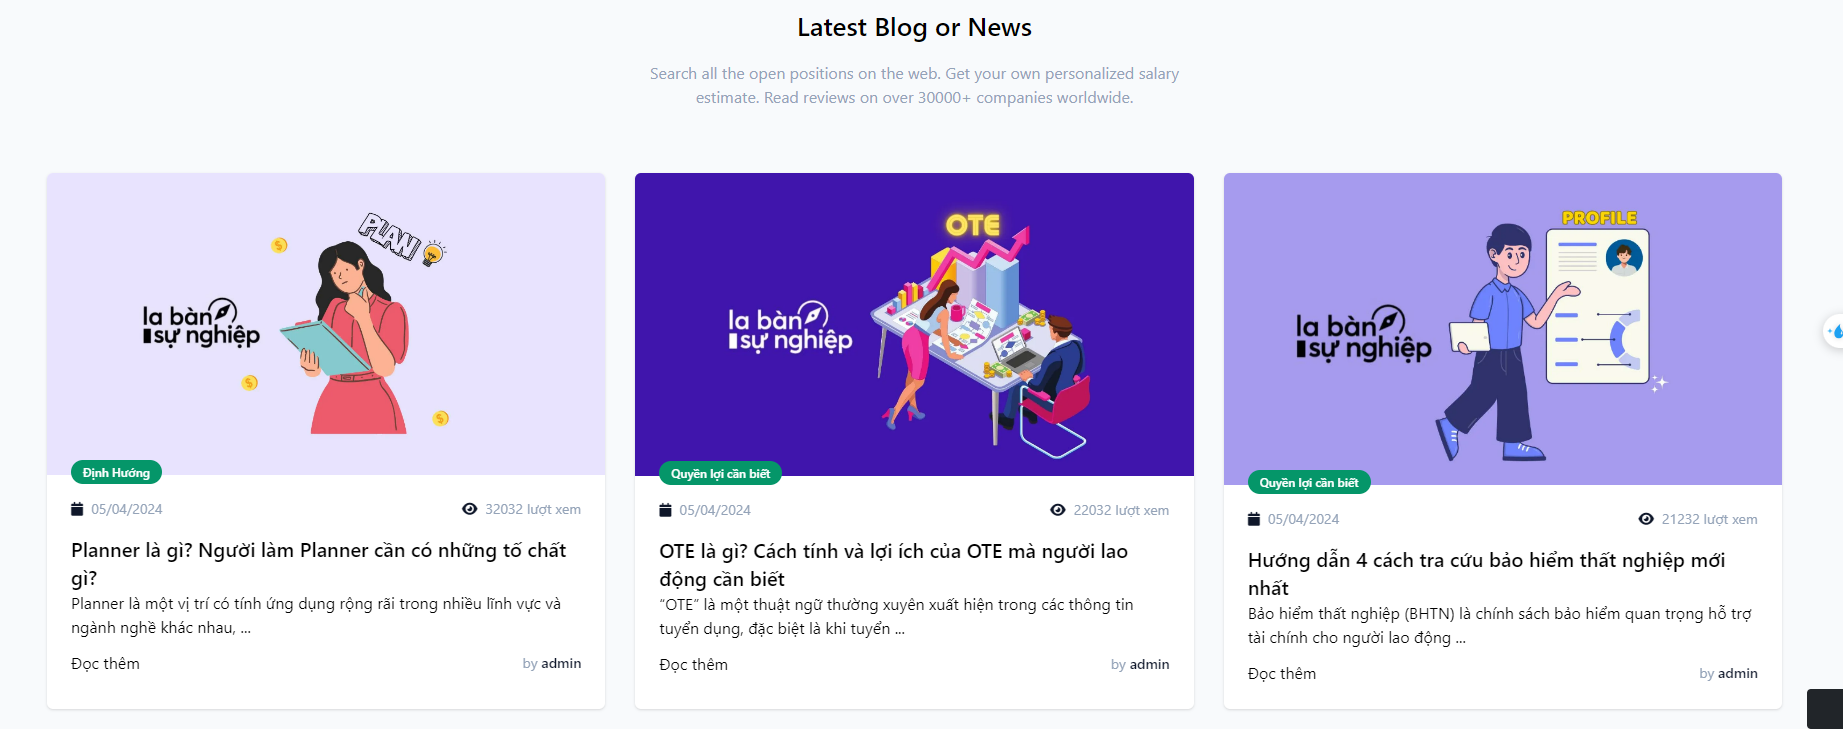 Latest Blog or News
Search all the open positions on the web. Get your own personalized salary
estimate. Read reviews on over 30000+ companies worldwide.
PLAN
la bàn
sự nghiệp
Định Hướng
05/04/2024
32032 lượt xem
Planner là gì? Người làm Planner cần có những tố chất
gì?
Planner là một vị trí có tính ứng dụng rộng rãi trong nhiều lĩnh vực và
ngành nghề khác nhau, ...
Đọc thêm
by admin
OTE
la bàn
sự nghiệp
Quyền lợi cần biết
05/04/2024
22032 lượt xem
OTE là gì? Cách tính và lợi ích của OTE mà người lao
động cần biết
“OTE” là một thuật ngữ thường xuyên xuất hiện trong các thông tin
tuyển dụng, đặc biệt là khi tuyển ...
Đọc thêm
by admin
PROFILE
la bàn
sự nghiệp
Quyền lợi cần biết
05/04/2024
21232 lượt xem
Hướng dẫn 4 cách tra cứu bảo hiểm thất nghiệp mới
nhất
Bảo hiểm thất nghiệp (BHTN) là chính sách bảo hiểm quan trọng hỗ trợ
tài chính cho người lao động ...
Đọc thêm
by admin